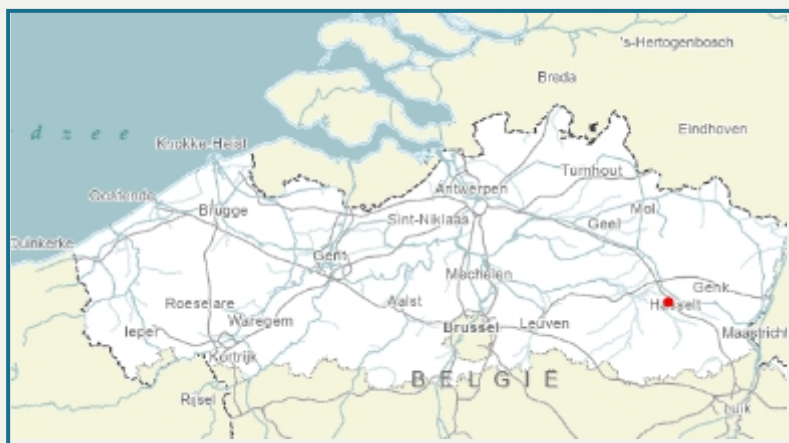 's-Hertogenbosch
Breda
d z e e
Eindhoven
Knokke-Heist
Turnhout
Oostende
Antwerpen
Mol
Brugge
Sint-Niklaas
Geel
Duinkerke
Gent
Mechelen
Genk
Roeselare
Aalst
Hasselt
Waregem
Brussel
Leuven
Ieper
Maastricht
Kortrijk
BELGIË
Rijsel
Luik